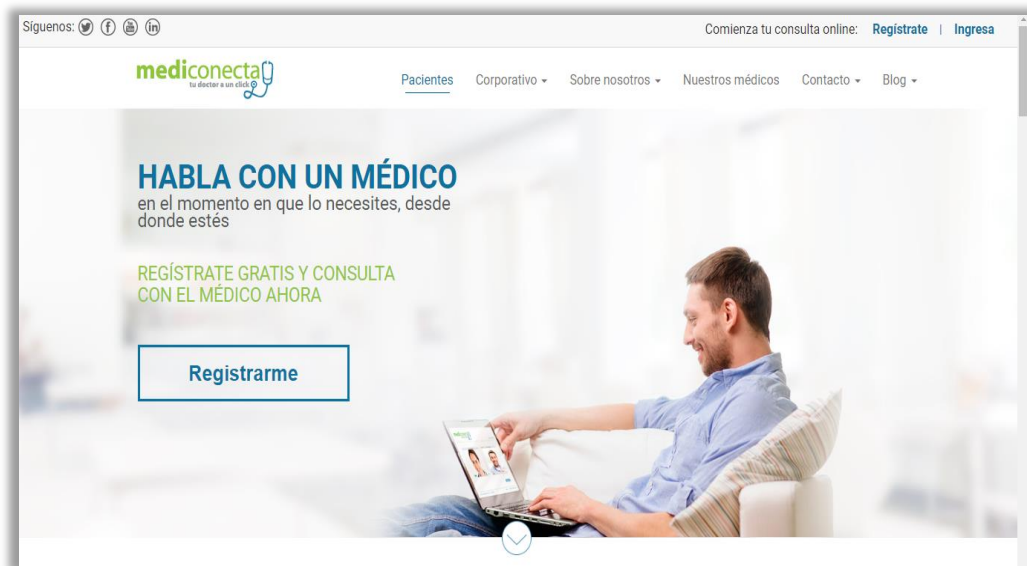 Síguenos:
Comienza tu consulta online: Regístrate | Ingresa
mediconecta
tu doctor a un click
Pacientes Corporativo Sobre nosotros Nuestros médicos Contacto Blog
HABLA CON UN MÉDICO
en el momento en que lo necesites, desde
donde estés
REGÍSTRATE GRATIS Y CONSULTA
CON EL MÉDICO AHORA
Registrarme